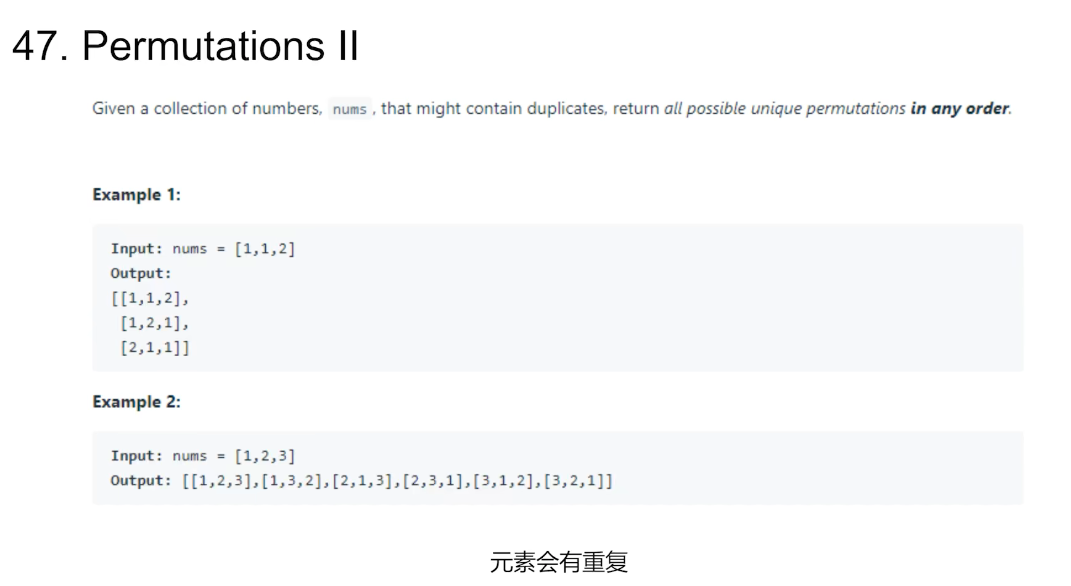 47. Permutations II
Given a collection of numbers, nums , that might contain duplicates, return all possible unique permutations in any order.
Example 1:
Input: nums = [1,1,2]
Output:
[[1,1,2],
[1,2,1],
[2,1,1]]
Example 2:
Input: nums = [1,2,3]
Output: [[1,2,3],[1,3,2],[2,1,3],[2,3,1],[3,1,2],[3,2,1]]
元素会有重复